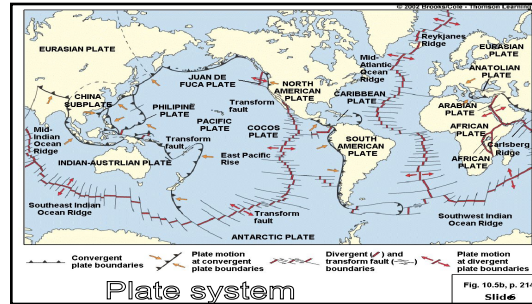 © 2002 Brooks/Cole - Thomson Learning
Reykjanes
Ridge
EURASIAN PLATE
EURASIAN
PLATE
ANATOLIAN
PLATE
Mid-
Atlantic
Ocean
Ridge
JUAN DE
FUCA PLATE
NORTH
AMERICAN
PLATE
CHINA
SUBPLATE
CARIBBEAN
PLATE
ARABIAN
PLATE
PHILIPINE
PLATE
Transform
fault
PACIFIC
PLATE
COCOS
PLATE
AFRICAN
PLATE
Mid-
Indian
Ocean
Ridge
Transform
fault
SOUTH
AMERICAN
PLATE
Carlsberg
Ridge
INDIAN-AUSTRLIAN PLATE
East Pacific
Rise
AFRICAN
PLATE
Southeast Indian
Ocean Ridge
Transform
fault
Southwest Indian
Ocean Ridge
ANTARCTIC PLATE
Convergent
plate boundaries
Plate motion
at convergent
plate boundaries
Divergent ( ) and
transform fault ( )
boundaries
Plate motion
at divergent
plate boundaries
Fig. 10.5b, p. 2
Plate system